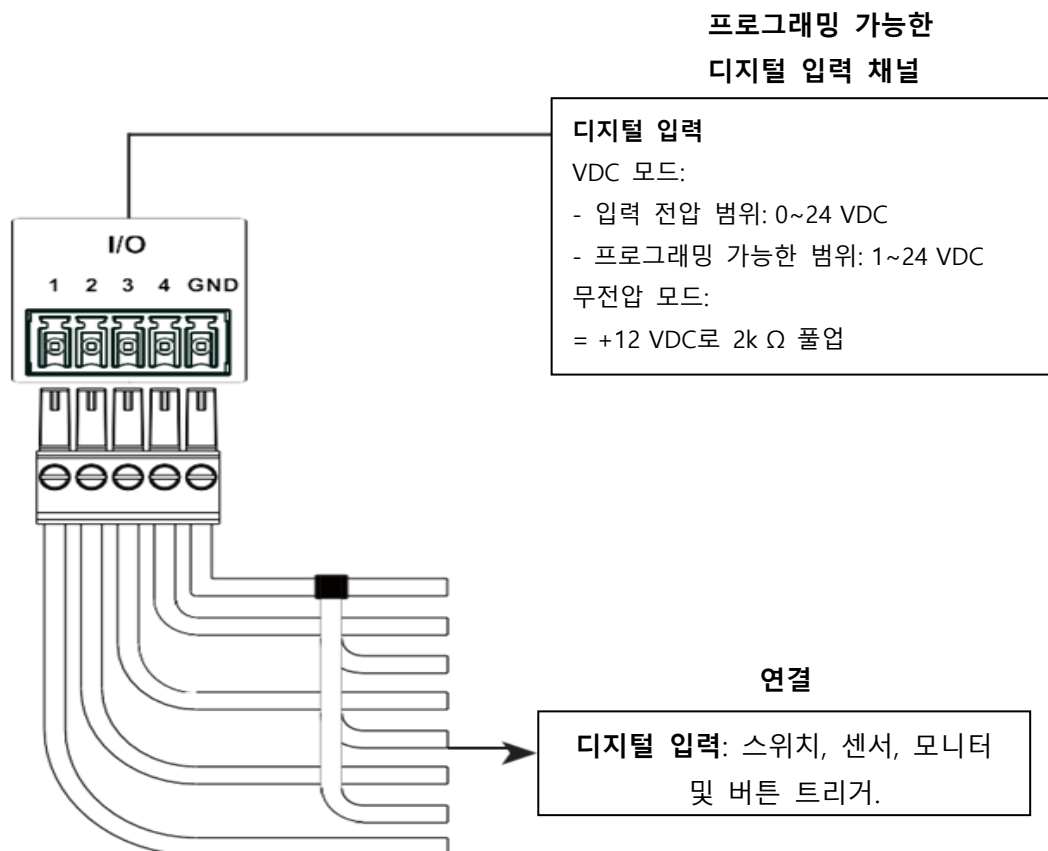 프로그래밍 가능한
디지털 입력 채널
디지털 입력
VDC 모드:
- 입력 전압 범위: 0~24 VDC
- 프로그래밍 가능한 범위: 1~24 VDC
무전압 모드:
= +12 VDC로 2k Ω 풀업
I/O
1 2 3 4 GND
연결
디지털 입력: 스위치, 센서, 모니터
및 버튼 트리거.